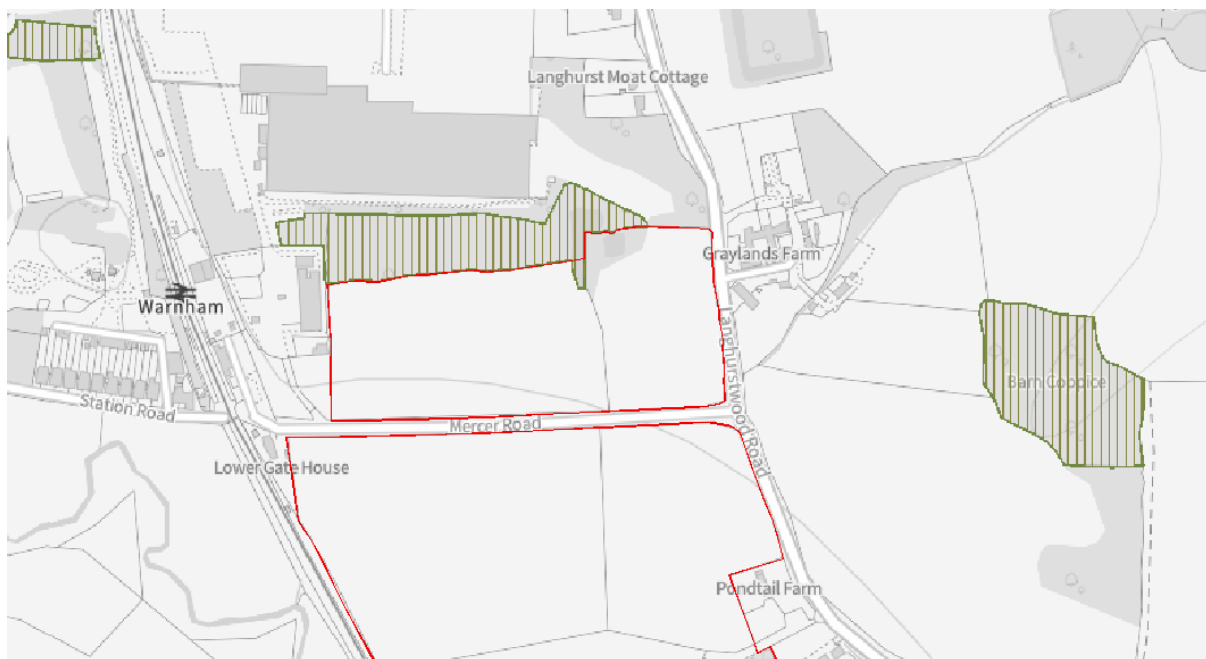 Langhurst Moat Cottage
Graylands Farm
Warnham
Langhurstwood Road
Barn Coppice
Station Road
Mercer Road
Lower Gate House
Pondtail Farm